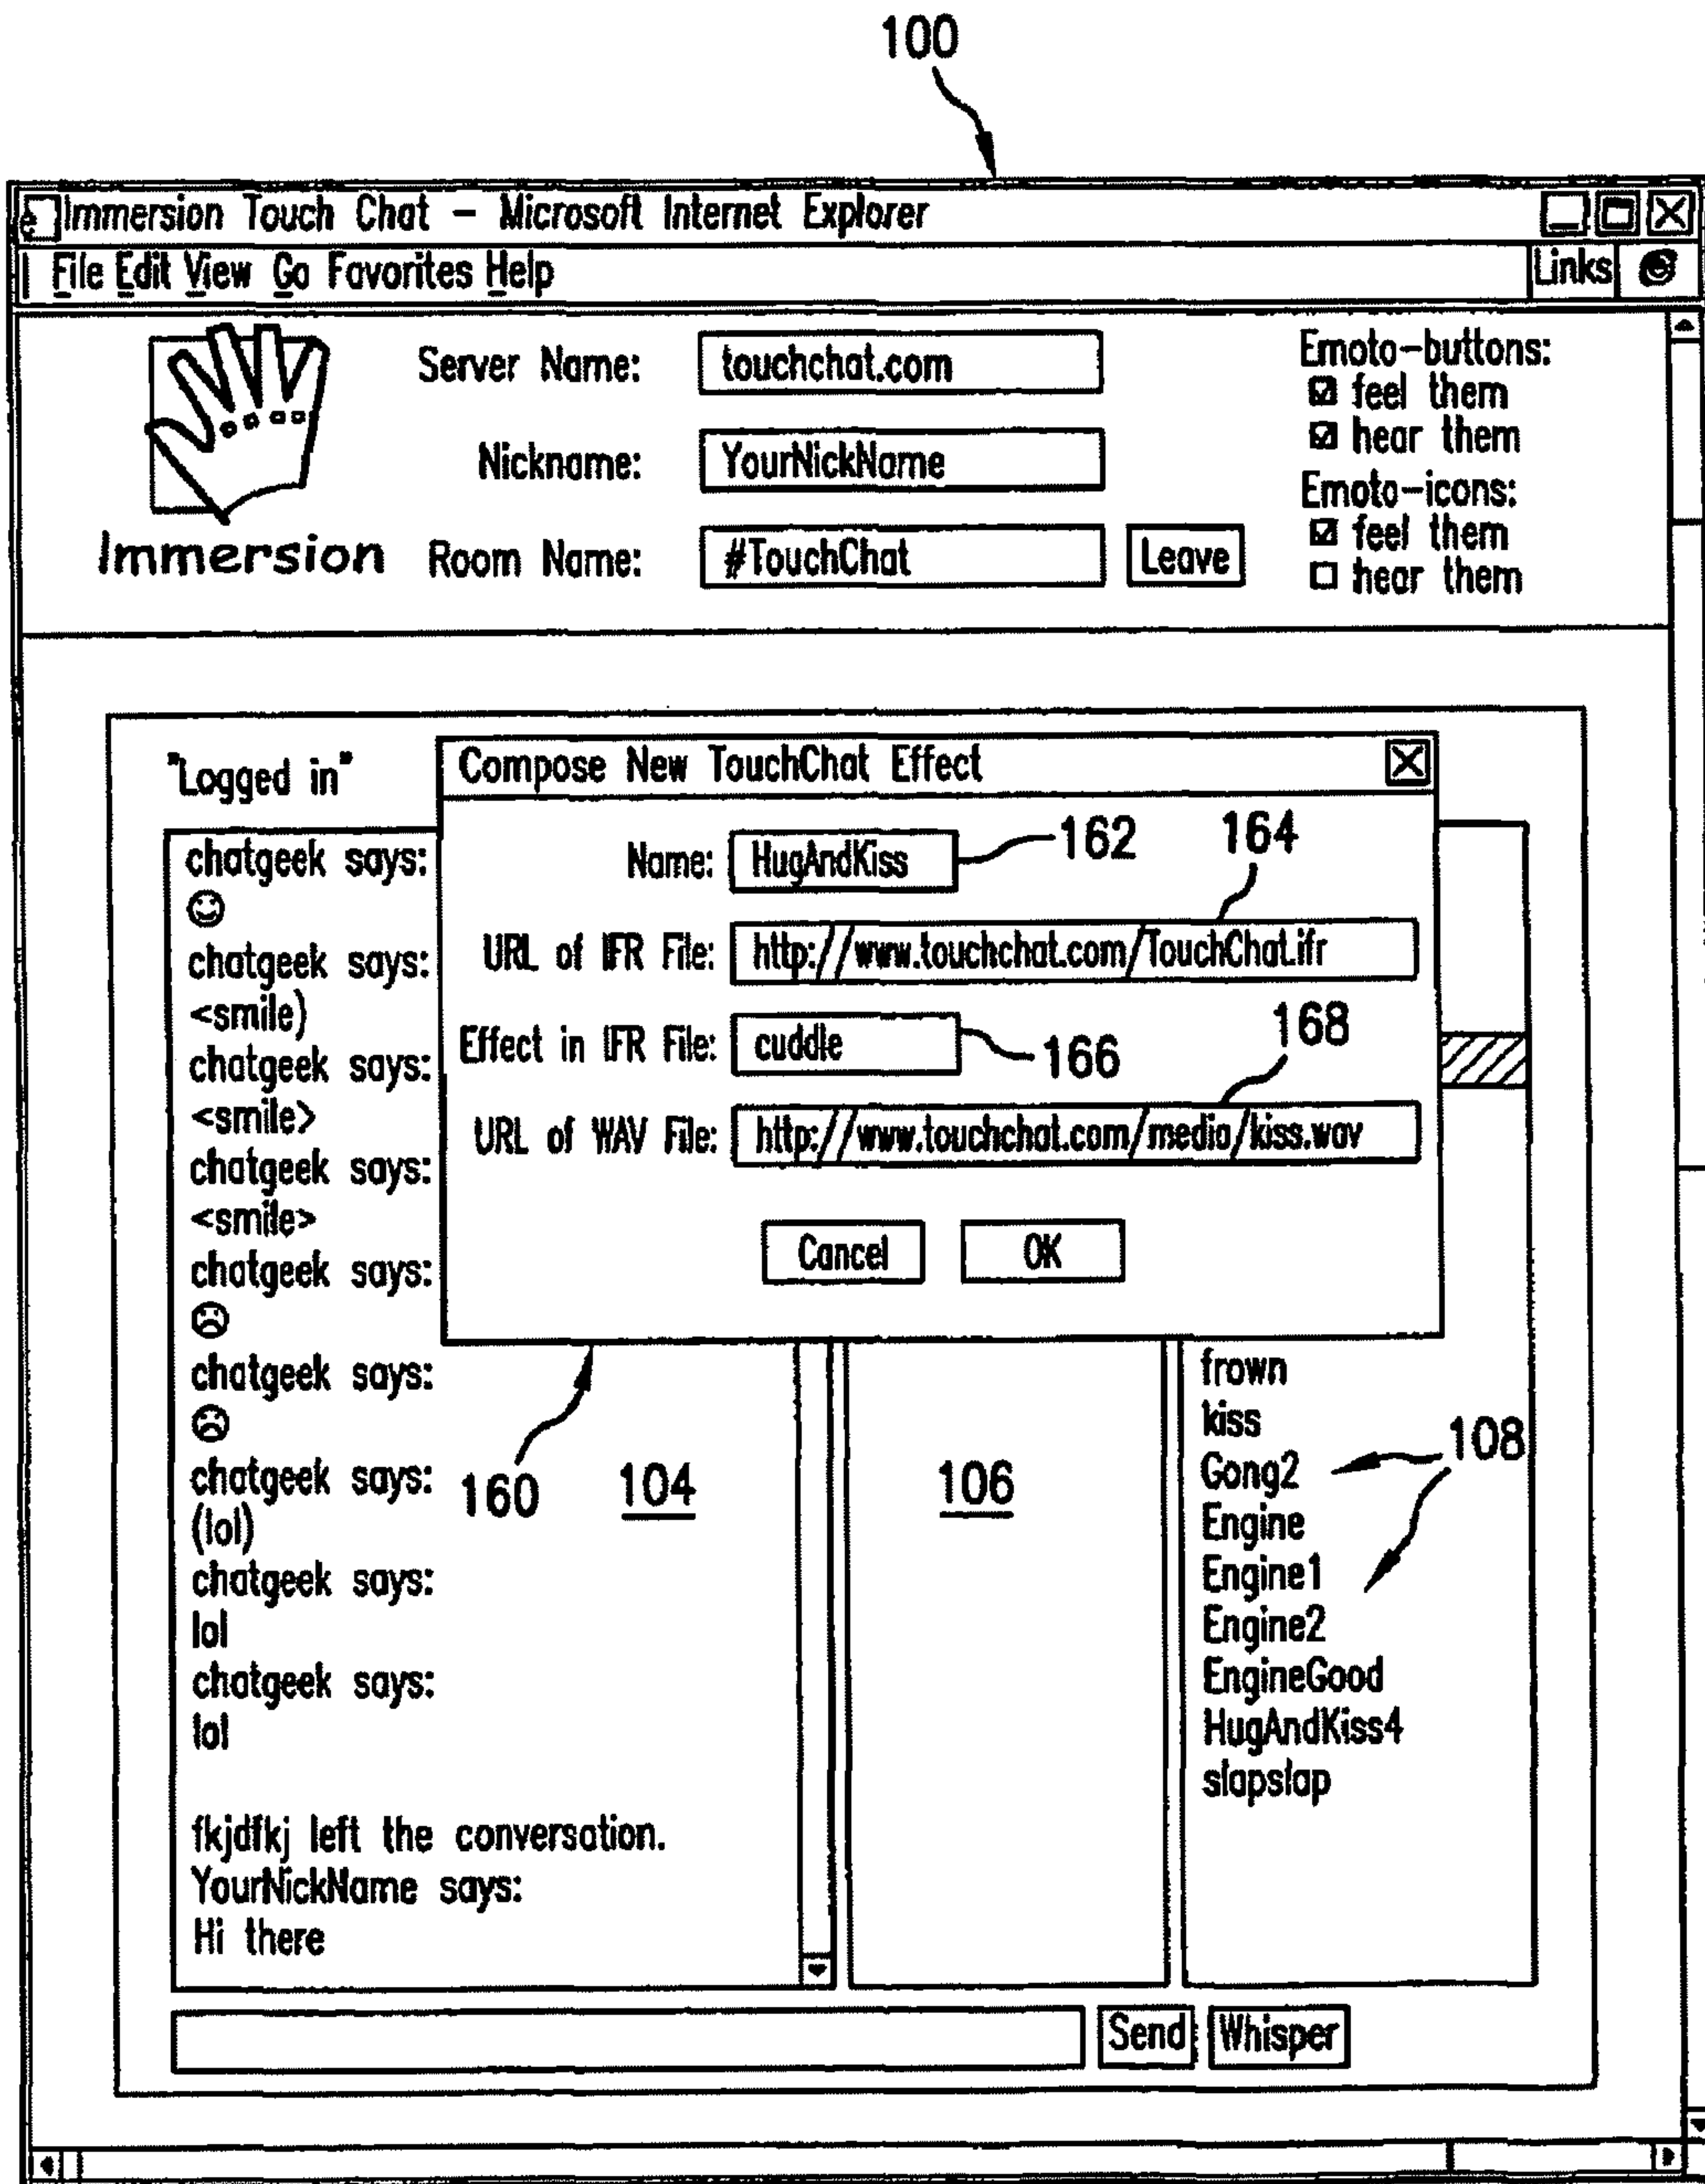 100
Immersion Touch Chat - Microsoft Internet Explorer
File Edit View Go Favorites Help
Links
Immersion
Server Name: touchchat.com
Nickname: YourNickName
Room Name: #TouchChat
Leave
Emoto-buttons:
feel them
hear them
Emoto-icons:
feel them
hear them
"Logged in"
Compose New TouchChat Effect
Name: HugAndKiss
162
164
URL of IFR File: http://www.touchchat.com/TouchChat.ifr
Effect in IFR File: cuddle
166
168
URL of WAV File: http://www.touchchat.com/media/kiss.wav
Cancel
OK
chatgeek says:
☺
chatgeek says:
<smile)
chatgeek says:
<smile>
chatgeek says:
<smile>
chatgeek says:
☹
chatgeek says:
☹
chatgeek says:
(lol)
chatgeek says:
lol
chatgeek says:
lol
fkjdfkj left the conversation.
YourNickName says:
Hi there
160
104
106
frown
kiss
Gong2
Engine
Engine1
Engine2
EngineGood
HugAndKiss4
slapslap
108
Send
Whisper